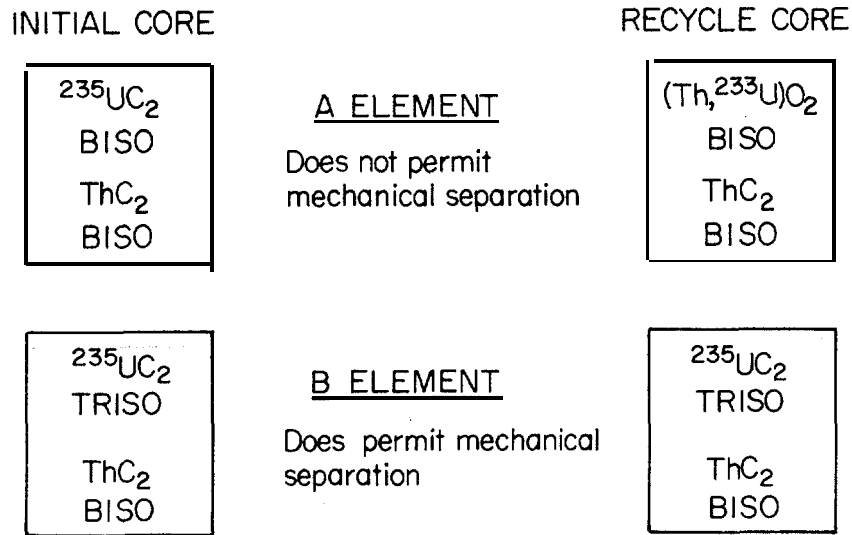 INITIAL CORE
RECYCLE CORE
²³⁵UC₂
BISO
ThC₂
BISO
A ELEMENT
Does not permit
mechanical separation
(Th,²³³U)O₂
BISO
ThC₂
BISO
²³⁵UC₂
TRISO
ThC₂
BISO
B ELEMENT
Does permit mechanical
separation
²³⁵UC₂
TRISO
ThC₂
BISO